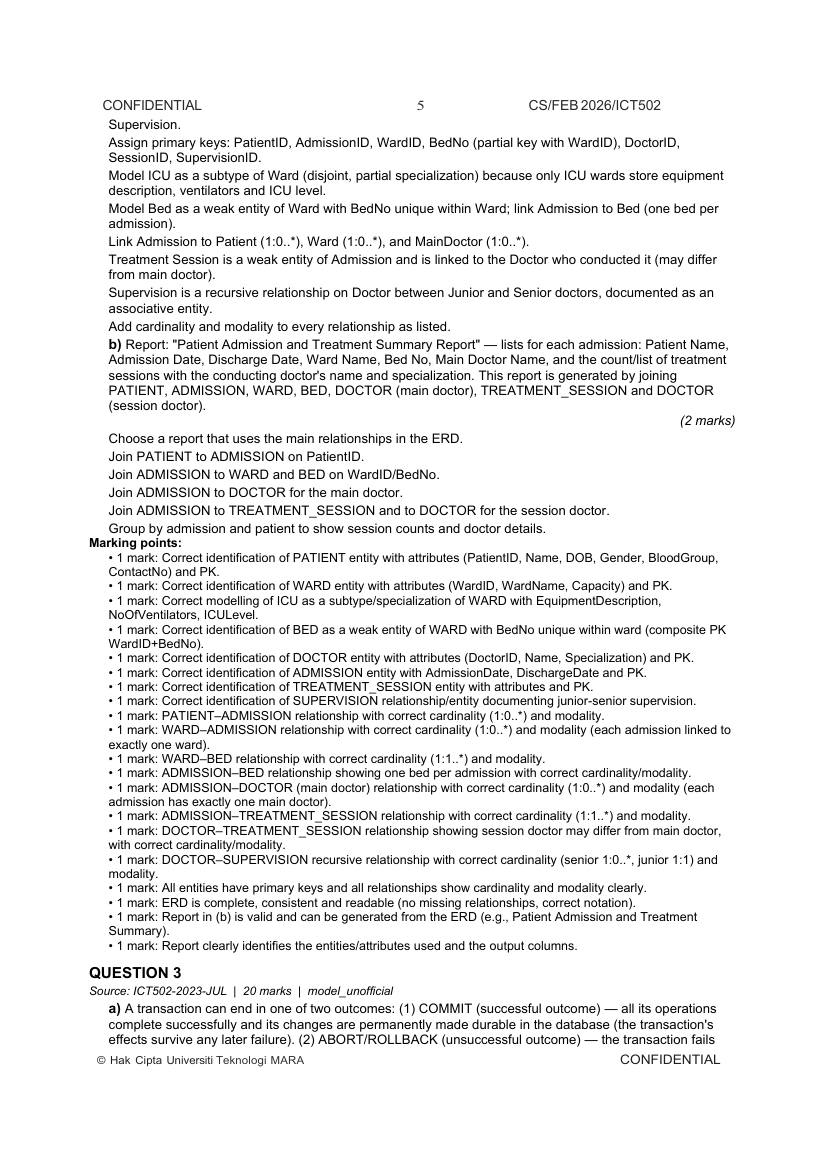 CONFIDENTIAL 5 CS/FEB 2026/ICT502
Supervision.
Assign primary keys: PatientID, AdmissionID, WardID, BedNo (partial key with WardID), DoctorID,
SessionID, SupervisionID.
Model ICU as a subtype of Ward (disjoint, partial specialization) because only ICU wards store equipment
description, ventilators and ICU level.
Model Bed as a weak entity of Ward with BedNo unique within Ward; link Admission to Bed (one bed per
admission).
Link Admission to Patient (1:0..*), Ward (1:0..*), and MainDoctor (1:0..*).
Treatment Session is a weak entity of Admission and is linked to the Doctor who conducted it (may differ
from main doctor).
Supervision is a recursive relationship on Doctor between Junior and Senior doctors, documented as an
associative entity.
Add cardinality and modality to every relationship as listed.
b) Report: "Patient Admission and Treatment Summary Report" — lists for each admission: Patient Name,
Admission Date, Discharge Date, Ward Name, Bed No, Main Doctor Name, and the count/list of treatment
sessions with the conducting doctor's name and specialization. This report is generated by joining
PATIENT, ADMISSION, WARD, BED, DOCTOR (main doctor), TREATMENT_SESSION and DOCTOR
(session doctor).
(2 marks)
Choose a report that uses the main relationships in the ERD.
Join PATIENT to ADMISSION on PatientID.
Join ADMISSION to WARD and BED on WardID/BedNo.
Join ADMISSION to DOCTOR for the main doctor.
Join ADMISSION to TREATMENT_SESSION and to DOCTOR for the session doctor.
Group by admission and patient to show session counts and doctor details.
Marking points:
• 1 mark: Correct identification of PATIENT entity with attributes (PatientID, Name, DOB, Gender, BloodGroup,
ContactNo) and PK.
• 1 mark: Correct identification of WARD entity with attributes (WardID, WardName, Capacity) and PK.
• 1 mark: Correct modelling of ICU as a subtype/specialization of WARD with EquipmentDescription,
NoOfVentilators, ICULevel.
• 1 mark: Correct identification of BED as a weak entity of WARD with BedNo unique within ward (composite PK
WardID+BedNo).
• 1 mark: Correct identification of DOCTOR entity with attributes (DoctorID, Name, Specialization) and PK.
• 1 mark: Correct identification of ADMISSION entity with AdmissionDate, DischargeDate and PK.
• 1 mark: Correct identification of TREATMENT_SESSION entity with attributes and PK.
• 1 mark: Correct identification of SUPERVISION relationship/entity documenting junior-senior supervision.
• 1 mark: PATIENT–ADMISSION relationship with correct cardinality (1:0..*) and modality.
• 1 mark: WARD–ADMISSION relationship with correct cardinality (1:0..*) and modality (each admission linked to
exactly one ward).
• 1 mark: WARD–BED relationship with correct cardinality (1:1..*) and modality.
• 1 mark: ADMISSION–BED relationship showing one bed per admission with correct cardinality/modality.
• 1 mark: ADMISSION–DOCTOR (main doctor) relationship with correct cardinality (1:0..*) and modality (each
admission has exactly one main doctor).
• 1 mark: ADMISSION–TREATMENT_SESSION relationship with correct cardinality (1:1..*) and modality.
• 1 mark: DOCTOR–TREATMENT_SESSION relationship showing session doctor may differ from main doctor,
with correct cardinality/modality.
• 1 mark: DOCTOR–SUPERVISION recursive relationship with correct cardinality (senior 1:0..*, junior 1:1) and
modality.
• 1 mark: All entities have primary keys and all relationships show cardinality and modality clearly.
• 1 mark: ERD is complete, consistent and readable (no missing relationships, correct notation).
• 1 mark: Report in (b) is valid and can be generated from the ERD (e.g., Patient Admission and Treatment
Summary).
• 1 mark: Report clearly identifies the entities/attributes used and the output columns.
QUESTION 3
Source: ICT502-2023-JUL | 20 marks | model_unofficial
a) A transaction can end in one of two outcomes: (1) COMMIT (successful outcome) — all its operations
complete successfully and its changes are permanently made durable in the database (the transaction's
effects survive any later failure). (2) ABORT/ROLLBACK (unsuccessful outcome) — the transaction fails
© Hak Cipta Universiti Teknologi MARA CONFIDENTIAL